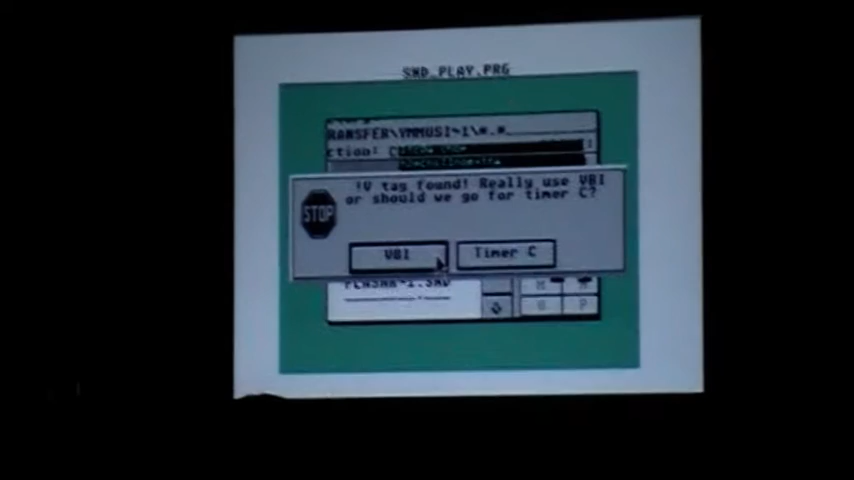 SND_PLAY.PRG
RANSFER\YMMUSI~1\*.*
ction:
!V tag found! Really use VBI
or should we go for timer C?
STOP
VBI
Timer C